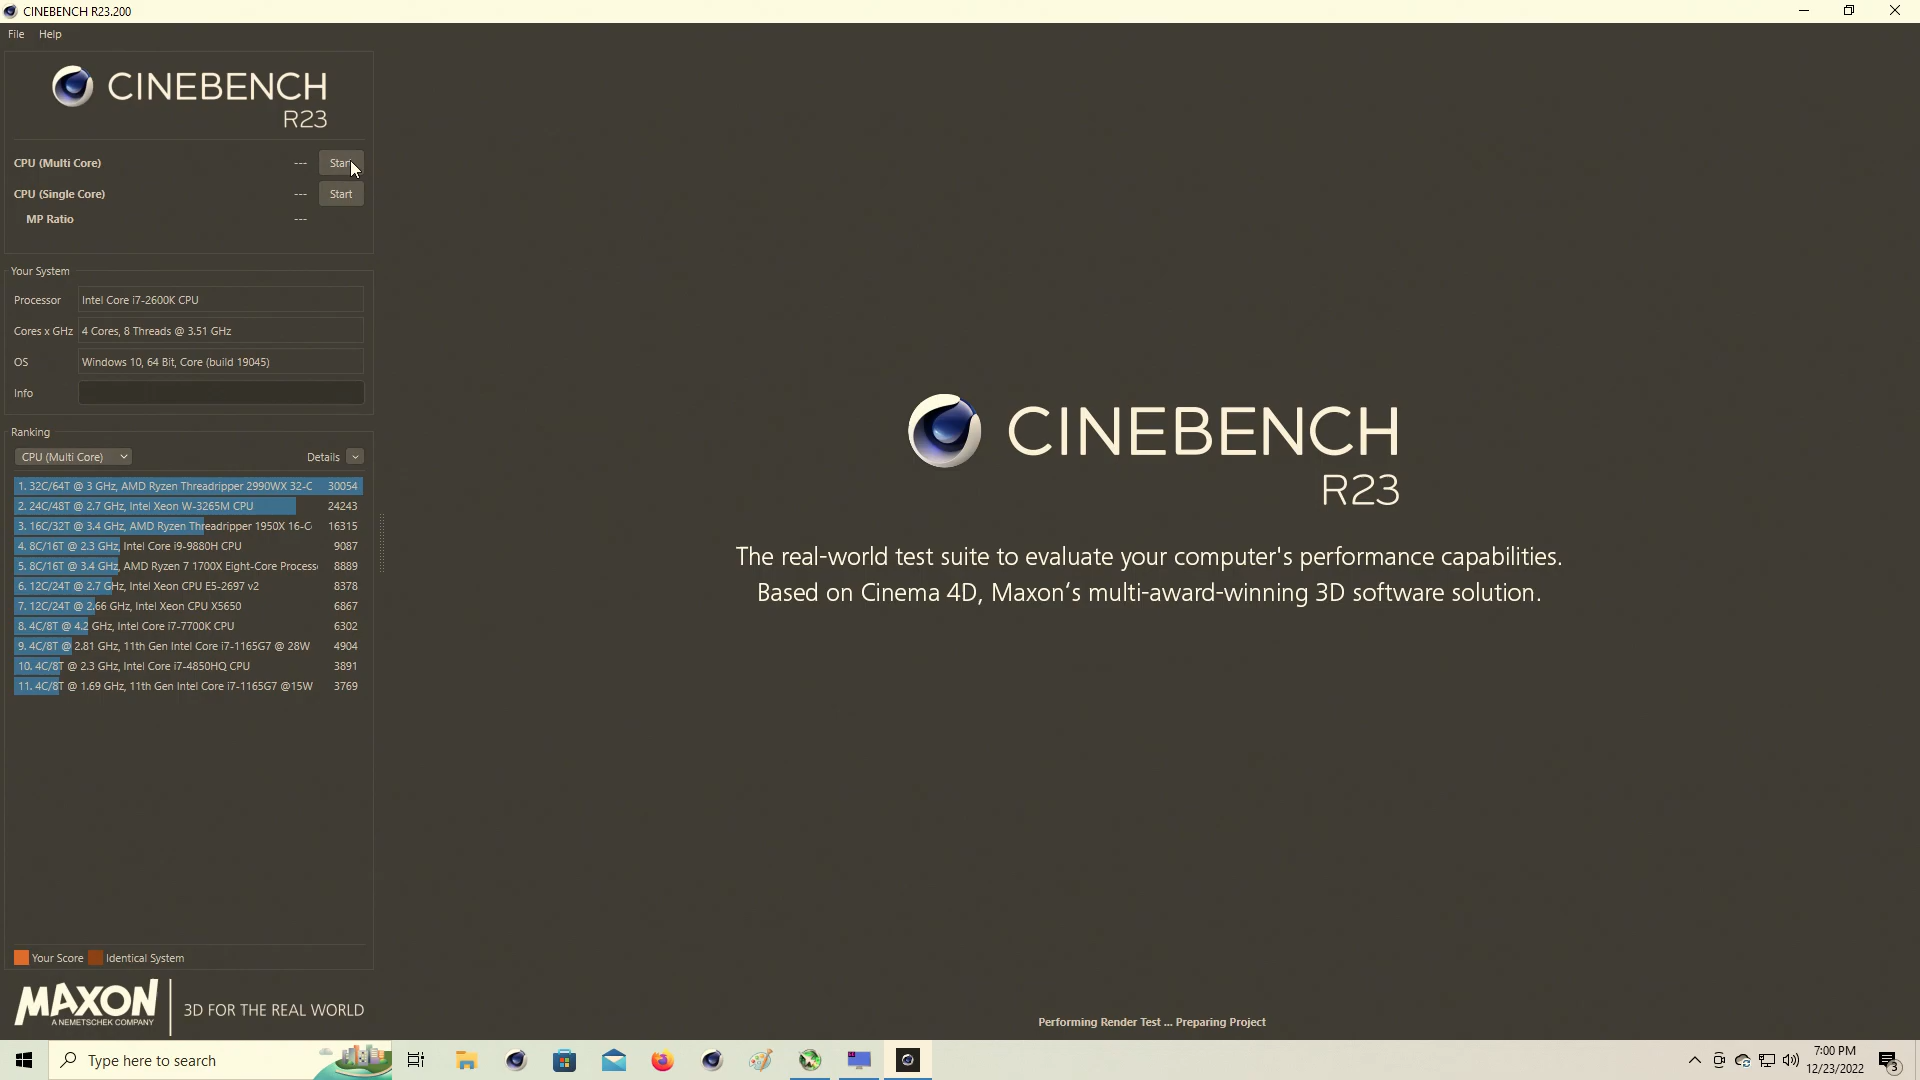 CINEBENCH R23.200
File Help
CINEBENCH
R23
CPU (Multi Core) --- Start
CPU (Single Core) --- Start
MP Ratio ---
Your System
Processor Intel Core i7-2600K CPU
Cores x GHz 4 Cores, 8 Threads @ 3.51 GHz
OS Windows 10, 64 Bit, Core (build 19045)
Info
Ranking
CPU (Multi Core) Details
1. 32C/64T @ 3 GHz, AMD Ryzen Threadripper 2990WX 32-C 30054
2. 24C/48T @ 2.7 GHz, Intel Xeon W-3265M CPU 24243
3. 16C/32T @ 3.4 GHz, AMD Ryzen Threadripper 1950X 16-C 16315
4. 8C/16T @ 2.3 GHz, Intel Core i9-9880H CPU 9087
5. 8C/16T @ 3.4 GHz, AMD Ryzen 7 1700X Eight-Core Process 8889
6. 12C/24T @ 2.7 GHz, Intel Xeon CPU E5-2697 v2 8378
7. 12C/24T @ 2.66 GHz, Intel Xeon CPU X5650 6867
8. 4C/8T @ 4.2 GHz, Intel Core i7-7700K CPU 6302
9. 4C/8T @ 2.81 GHz, 11th Gen Intel Core i7-1165G7 @ 28W 4904
10. 4C/8T @ 2.3 GHz, Intel Core i7-4850HQ CPU 3891
11. 4C/8T @ 1.69 GHz, 11th Gen Intel Core i7-1165G7 @15W 3769
Your Score Identical System
MAXON
A NEMETSCHEK COMPANY
3D FOR THE REAL WORLD
CINEBENCH
R23
The real-world test suite to evaluate your computer's performance capabilities.
Based on Cinema 4D, Maxon's multi-award-winning 3D software solution.
Performing Render Test ... Preparing Project
Type here to search
7:00 PM
12/23/2022
3